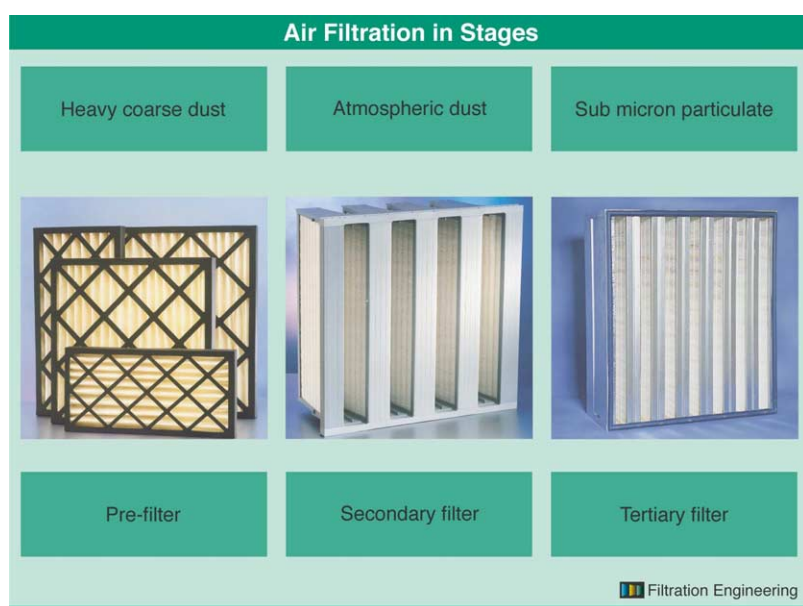 Air Filtration in Stages
Heavy coarse dust
Atmospheric dust
Sub micron particulate
Pre-filter
Secondary filter
Tertiary filter
Filtration Engineering